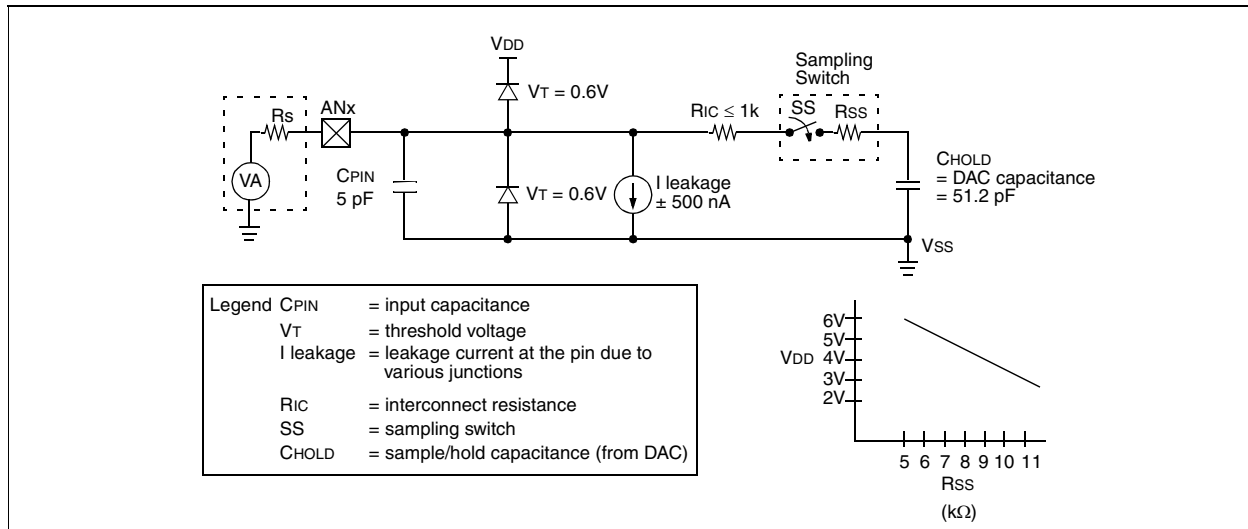 VDD
Sampling
Switch
VT = 0.6V
ANx
Rs
RIC ≤ 1k
SS
RSS
VA
CPIN
5 pF
VT = 0.6V
I leakage
± 500 nA
CHOLD
= DAC capacitance
= 51.2 pF
VSS
Legend CPIN = input capacitance
VT = threshold voltage
I leakage = leakage current at the pin due to
various junctions
RIC = interconnect resistance
SS = sampling switch
CHOLD = sample/hold capacitance (from DAC)
6V
5V
VDD 4V
3V
2V
5 6 7 8 9 10 11
RSS
(kΩ)